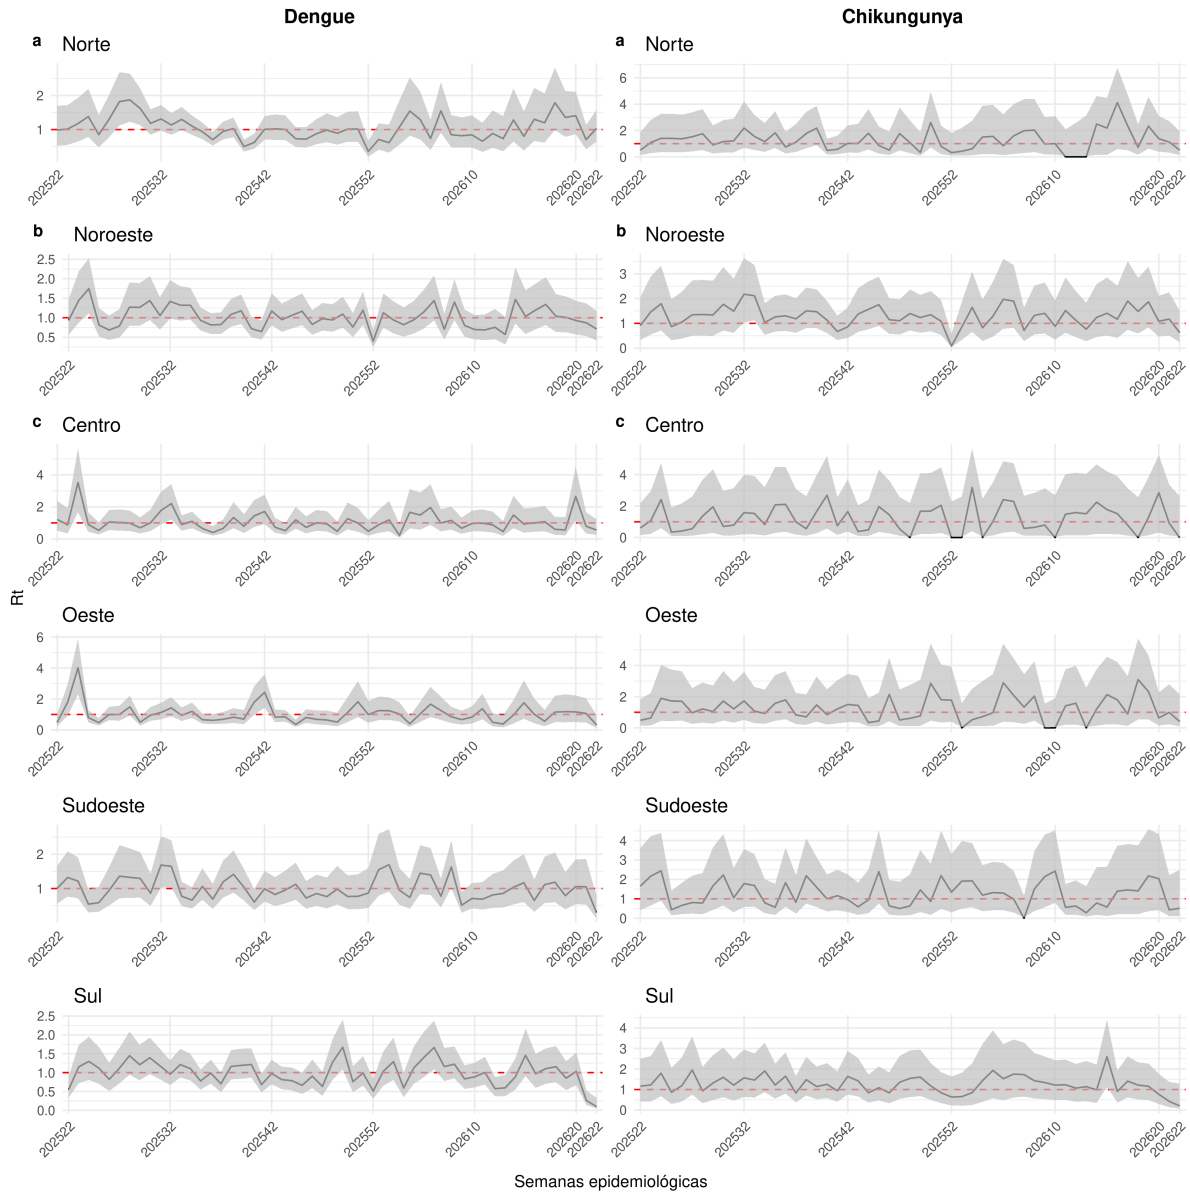 Dengue Chikungunya
a Norte a Norte
2
1
6
4
2
0
202522 202532 202542 202552 202610 202620 202622
202522 202532 202542 202552 202610 202620 202622
b Noroeste b Noroeste
2.5
2.0
1.5
1.0
0.5
3
2
1
0
202522 202532 202542 202552 202610 202620 202622
202522 202532 202542 202552 202610 202620 202622
c Centro c Centro
4
2
0
4
2
0
202522 202532 202542 202552 202610 202620 202622
202522 202532 202542 202552 202610 202620 202622
Rt
Oeste Oeste
6
4
2
0
4
2
0
202522 202532 202542 202552 202610 202620 202622
202522 202532 202542 202552 202610 202620 202622
Sudoeste Sudoeste
2
1
4
3
2
1
0
202522 202532 202542 202552 202610 202620 202622
202522 202532 202542 202552 202610 202620 202622
Sul Sul
2.5
2.0
1.5
1.0
0.5
0.0
4
3
2
1
0
202522 202532 202542 202552 202610 202620 202622
202522 202532 202542 202552 202610 202620 202622
Semanas epidemiológicas